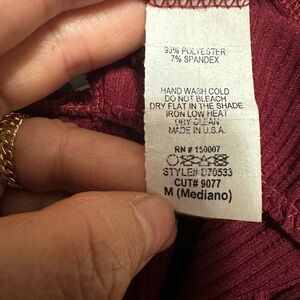 93% POLYESTER
7% SPANDEX
HAND WASH COLD
DO NOT BLEACH
DRY FLAT IN THE SHADE
IRON LOW HEAT
DRY CLEAN
MADE IN U.S.A.
RN # 150007
STYLE# D70533
CUT# 9077
M (Mediano)